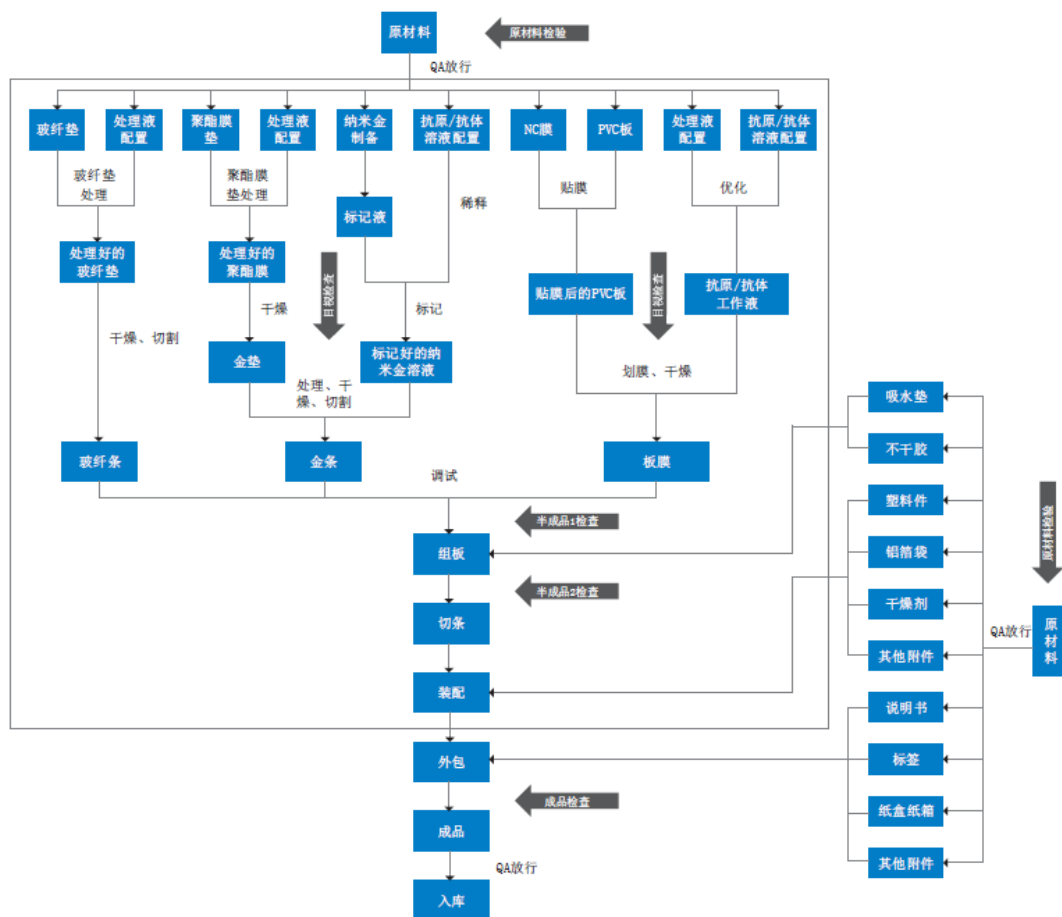 原材料
原材料检验
QA放行
玻纤垫
处理液
配置
聚酯膜
垫
处理液
配置
纳米金
制备
抗原/抗体
溶液配置
NC膜
PVC板
处理液
配置
抗原/抗体
溶液配置
玻纤垫
处理
聚酯膜
垫处理
标记液
稀释
贴膜
优化
处理好的
玻纤垫
处理好的
聚酯膜
目视检查
贴膜后的PVC板
目视检查
抗原/抗体
工作液
干燥
标记
干燥、切割
金垫
标记好的纳
米金溶液
处理、干
燥、切割
划膜、干燥
吸水垫
玻纤条
金条
板膜
不干胶
调试
塑料件
半成品1检查
原材料检验
组板
铝箔袋
半成品2检查
干燥剂
切条
QA放行
原
材
料
其他附件
装配
说明书
外包
标签
成品检查
纸盒纸箱
成品
其他附件
QA放行
入库